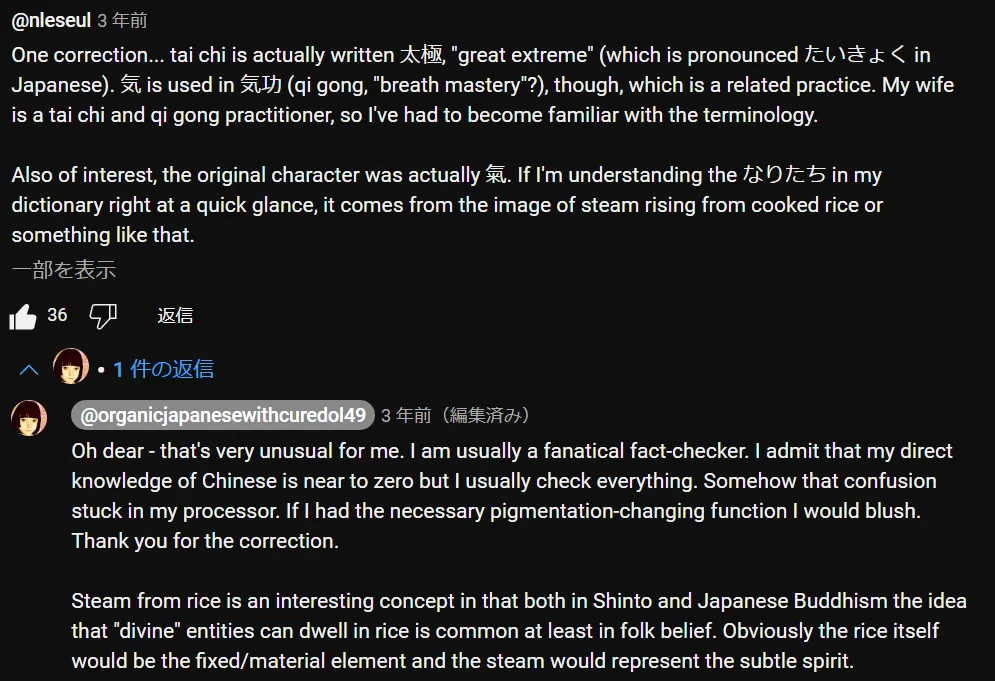 @nleseul 3 年前
One correction... tai chi is actually written 太極, "great extreme" (which is pronounced たいきょく in
Japanese). 気 is used in 気功 (qi gong, "breath mastery"?), though, which is a related practice. My wife
is a tai chi and qi gong practitioner, so I've had to become familiar with the terminology.
Also of interest, the original character was actually 氣. If I'm understanding the なりたち in my
dictionary right at a quick glance, it comes from the image of steam rising from cooked rice or
something like that.
一部を表示
36 返信
1 件の返信
@organicjapanesewithcuredol49 3 年前（編集済み）
Oh dear - that's very unusual for me. I am usually a fanatical fact-checker. I admit that my direct
knowledge of Chinese is near to zero but I usually check everything. Somehow that confusion
stuck in my processor. If I had the necessary pigmentation-changing function I would blush.
Thank you for the correction.
Steam from rice is an interesting concept in that both in Shinto and Japanese Buddhism the idea
that "divine" entities can dwell in rice is common at least in folk belief. Obviously the rice itself
would be the fixed/material element and the steam would represent the subtle spirit.